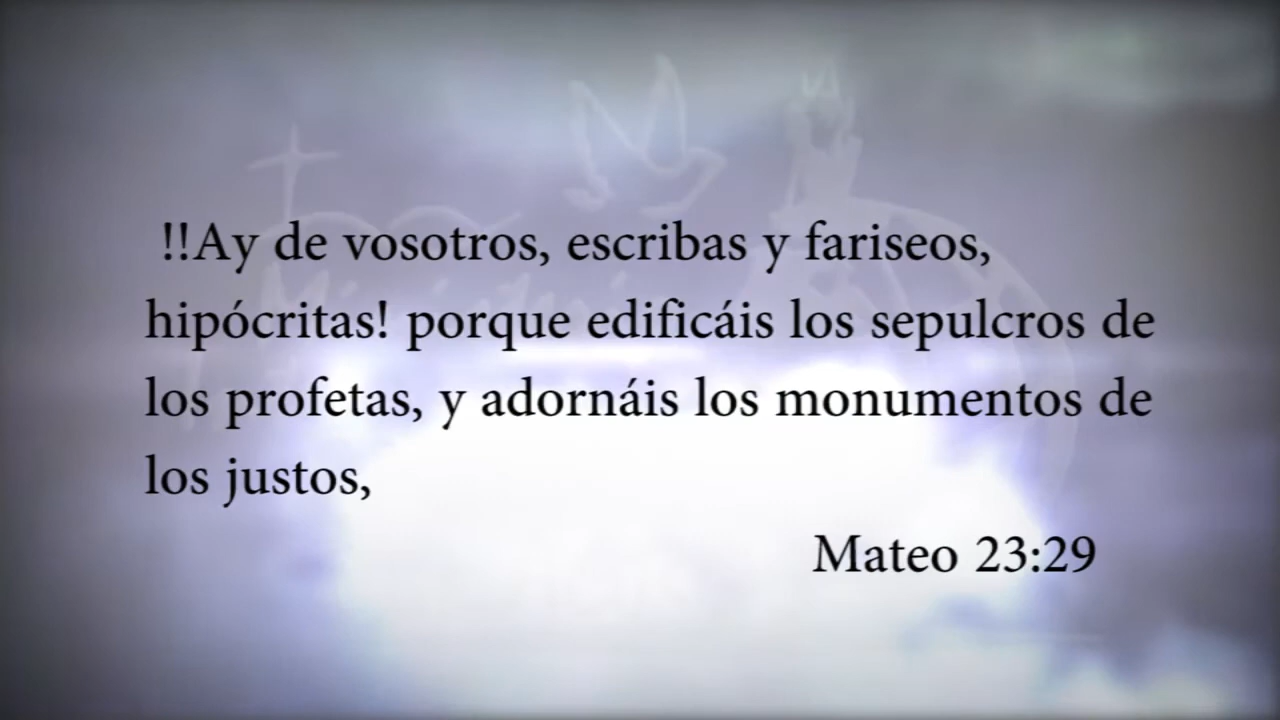 !!Ay de vosotros, escribas y fariseos,
hipócritas! porque edificáis los sepulcros de
los profetas, y adornáis los monumentos de
los justos,
Mateo 23:29